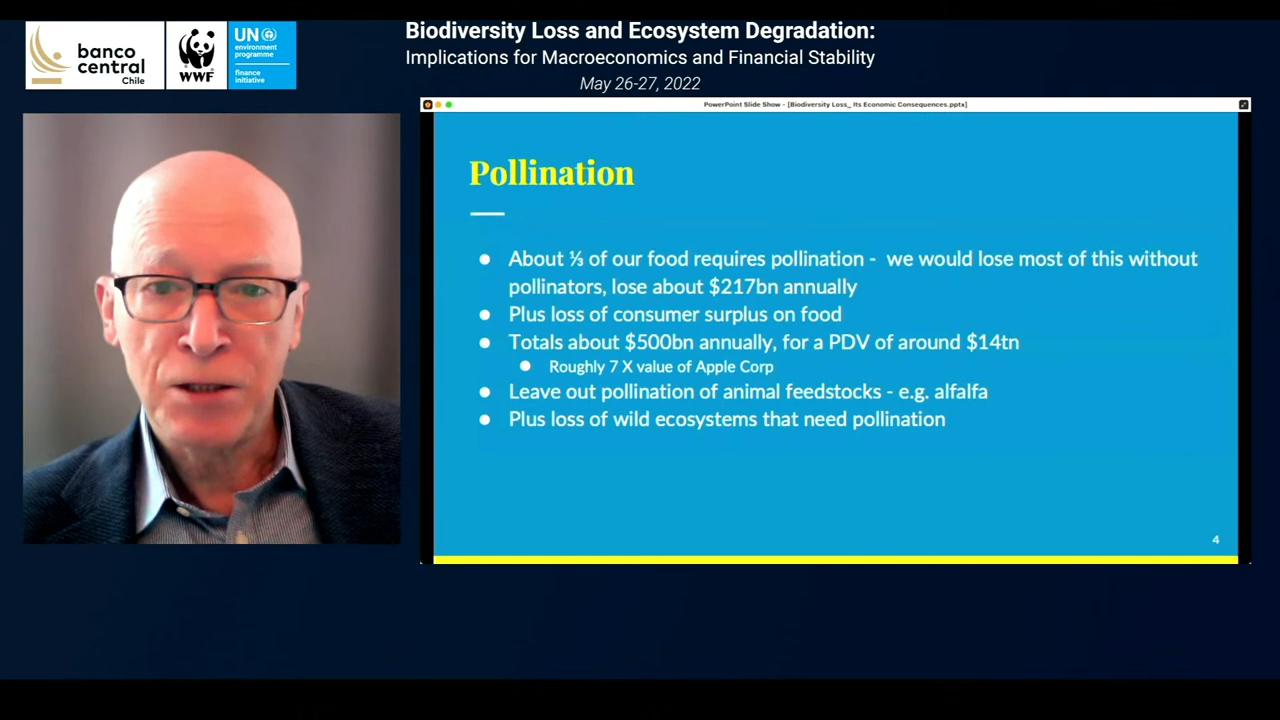 banco
central
Chile
WWF
UN
environment
programme
finance
initiative
Biodiversity Loss and Ecosystem Degradation:
Implications for Macroeconomics and Financial Stability
May 26-27, 2022
PowerPoint Slide Show - [Biodiversity Loss_ Its Economic Consequences.pptx]
Pollination
● About ⅓ of our food requires pollination - we would lose most of this without
pollinators, lose about $217bn annually
● Plus loss of consumer surplus on food
● Totals about $500bn annually, for a PDV of around $14tn
● Roughly 7 X value of Apple Corp
● Leave out pollination of animal feedstocks - e.g. alfalfa
● Plus loss of wild ecosystems that need pollination
4